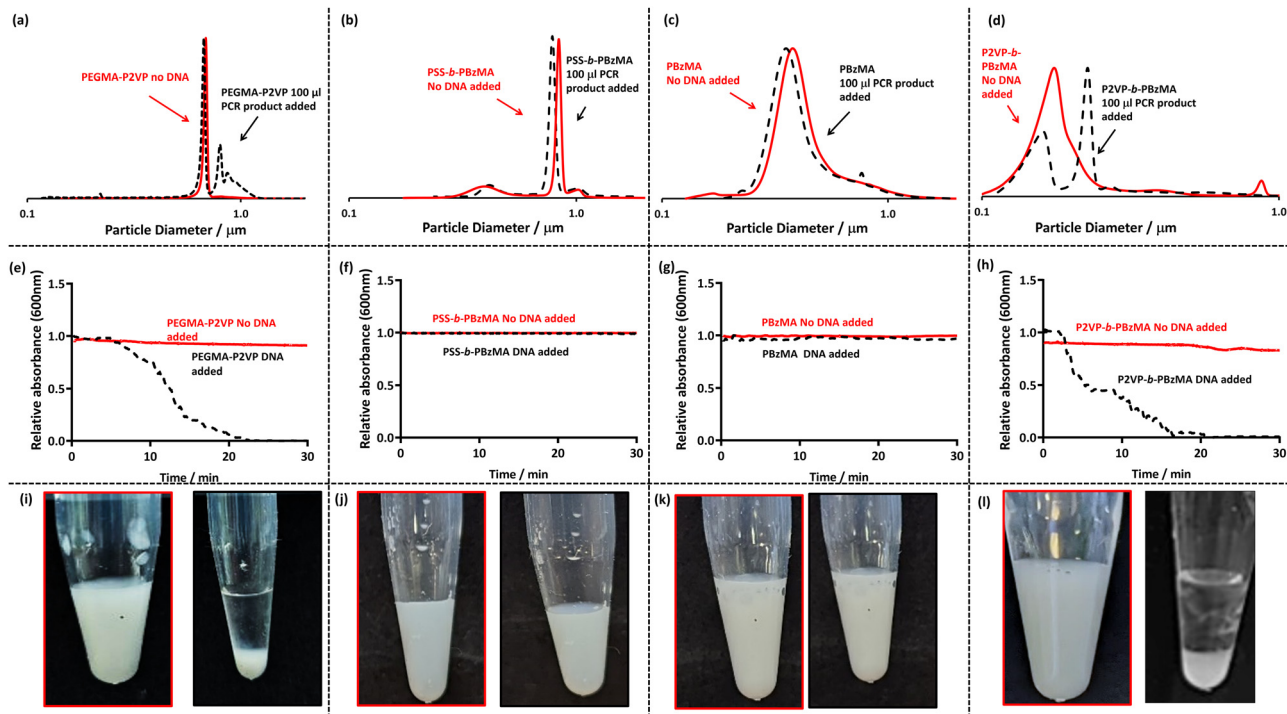 (a)
PEGMA-P2VP no DNA
PEGMA-P2VP 100 µl
PCR product added
0.1
1.0
Particle Diameter / µm
(b)
PSS-b-PBzMA
No DNA added
PSS-b-PBzMA
100 µl PCR
product added
0.1
1.0
Particle Diameter / µm
(c)
PBzMA
No DNA added
PBzMA
100 µl PCR product
added
0.1
1.0
Particle Diameter / µm
(d)
P2VP-b-
PBzMA
No DNA
added
P2VP-b-PBzMA
100 µl PCR product
added
0.1
1.0
Particle Diameter / µm
(e)
Relative absorbance (600nm)
1.5
1.0
0.5
0.0
PEGMA-P2VP No DNA
added
PEGMA-P2VP DNA
added
0
10
20
30
Time / min
(f)
Relative absorbance (600nm)
1.5
1.0
0.5
0.0
PSS-b-PBzMA No DNA added
PSS-b-PBzMA DNA added
0
10
20
30
Time / min
(g)
Relative absorbance (600nm)
1.5
1.0
0.5
0.0
PBzMA No DNA added
PBzMA DNA added
0
10
20
30
Time / min
(h)
Relative absorbance (600nm)
1.5
1.0
0.5
0.0
P2VP-b-PBzMA No DNA added
P2VP-b-PBzMA DNA added
0
10
20
30
Time / min
(i)
(j)
(k)
(l)